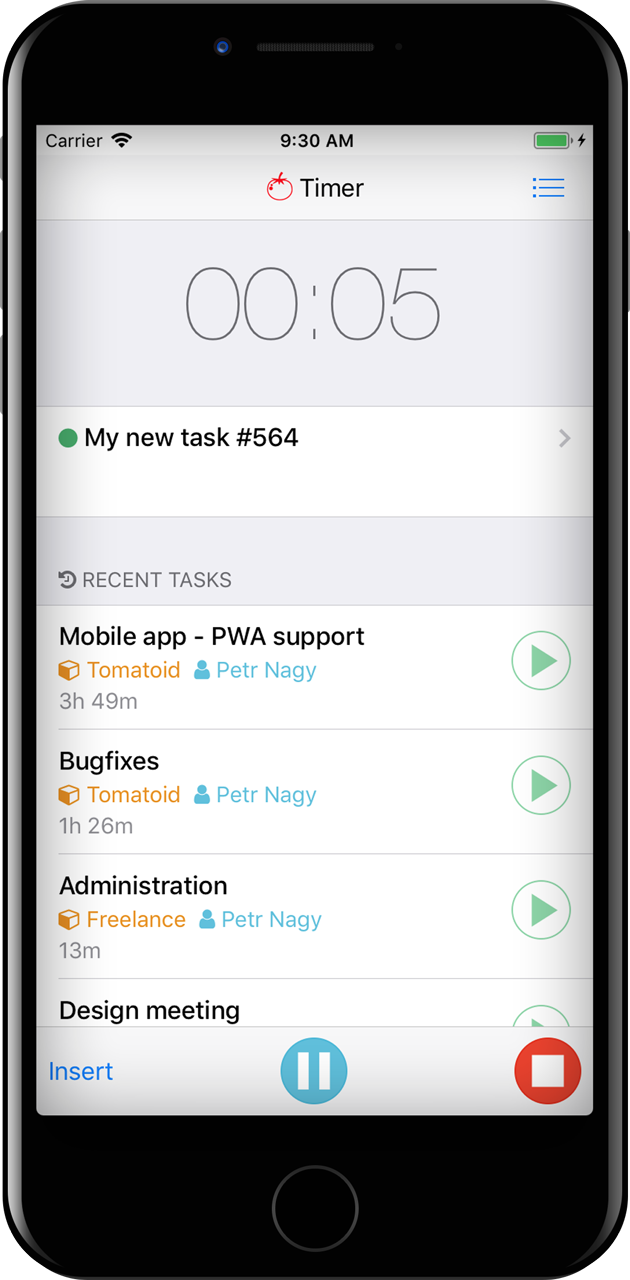 Carrier 9:30 AM
Timer
00:05
My new task #564
RECENT TASKS
Mobile app - PWA support
Tomatoid Petr Nagy
3h 49m
Bugfixes
Tomatoid Petr Nagy
1h 26m
Administration
Freelance Petr Nagy
13m
Design meeting
Insert